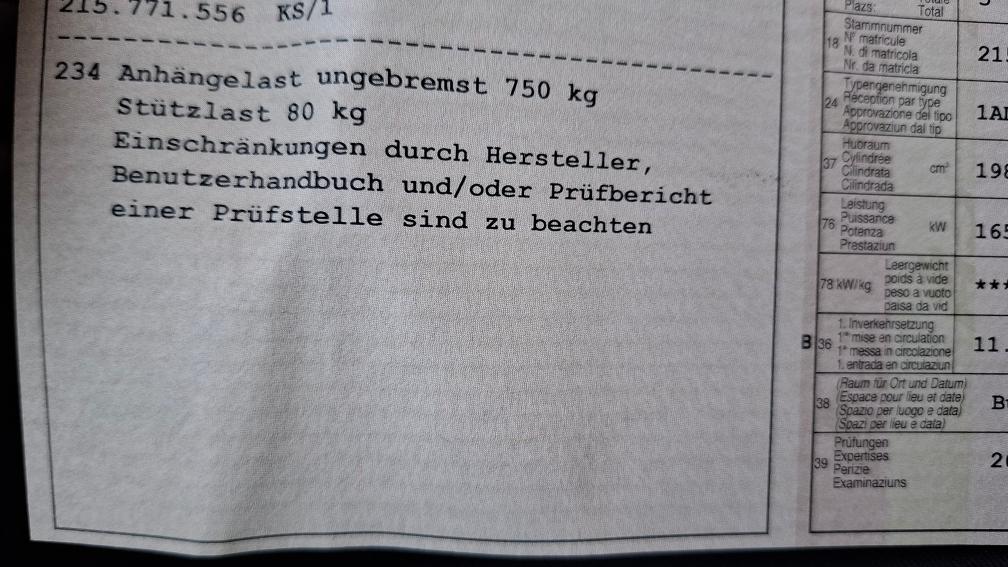 215.771.556 KS/1
234 Anhängelast ungebremst 750 kg
Stützlast 80 kg
Einschränkungen durch Hersteller,
Benutzerhandbuch und/oder Prüfbericht
einer Prüfstelle sind zu beachten
Plazs: Total
18 Stammnummer
N° matricule
N. di matricola
Nr. da matricla
21.
24 Typengenehmigung
Réception par type
Approvazione del tipo
Approvaziun dal tip
37 Hubraum
Cylindrée
Cilindrata
Cilindrada
cm³ 198
76 Leistung
Puissance
Potenza
Prestaziun
kW 165
78 kW/kg Leergewicht
poids à vide
peso a vuoto
paisa da vid
***
B 36 1. Inverkehrsetzung
1re mise en circulation
1a messa in circolazione
1. entrada en circulaziun
11.
38 (Raum für Ort und Datum)
(Espace pour lieu et date)
(Spazio per luogo e data)
(Spazi per lieu e data)
39 Prüfungen
Expertises
Perizie
Examinaziuns